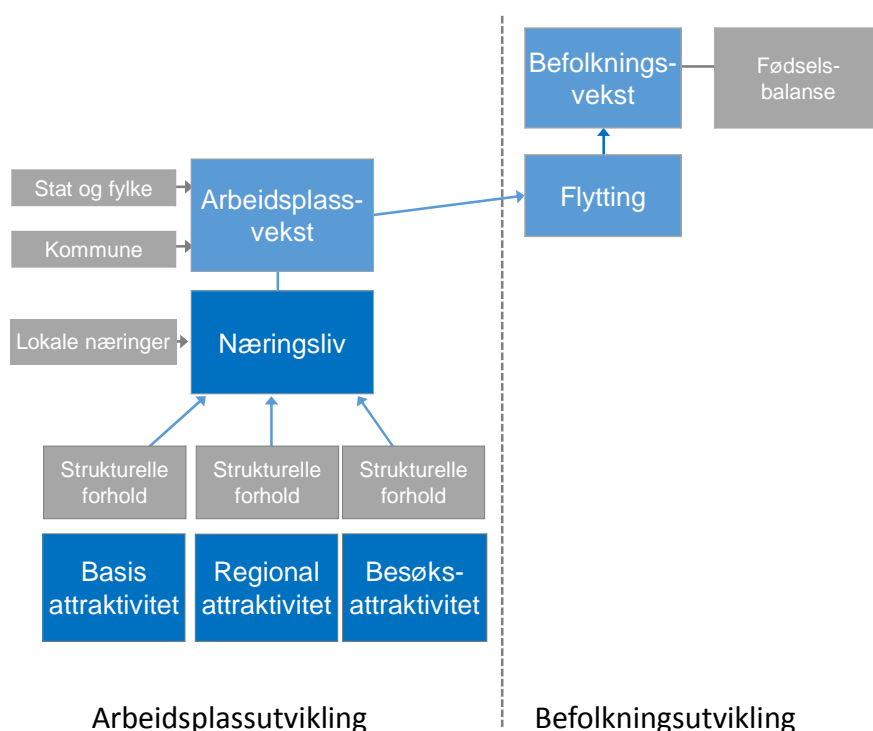 Befolknings-
vekst
Fødsels-
balanse
Stat og fylke
Arbeidsplass-
vekst
Flytting
Kommune
Lokale næringer
Næringsliv
Strukturelle
forhold
Strukturelle
forhold
Strukturelle
forhold
Basis
attraktivitet
Regional
attraktivitet
Besøks-
attraktivitet
Arbeidsplassutvikling
Befolkningsutvikling